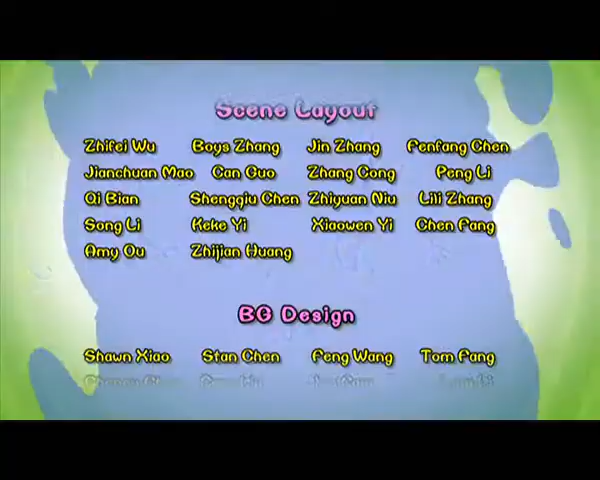 Scene Layout
Zhifei Wu Boys Zhang Jin Zhang Fenfang Chen
Jianchuan Mao Can Guo Zhang Cong Peng Li
Qi Bian Shengqiu Chen Zhiyuan Niu Lili Zhang
Song Li Keke Yi Xiaowen Yi Chen Fang
Amy Ou Zhijian Huang
BG Design
Shawn Xiao Stan Chen Feng Wang Tom Fang